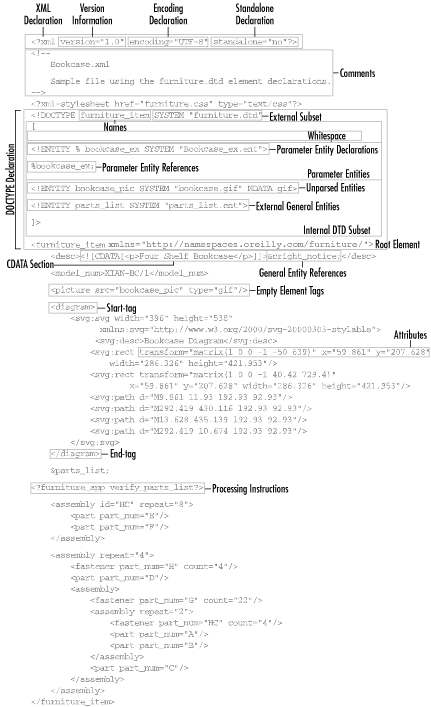 XML Declaration
Version Information
Encoding Declaration
Standalone Declaration
<?xml version="1.0" encoding="UTF-8" standalone="no"?>
<!--
Bookcase.xml
Sample file using the furniture.dtd element declarations.
-->
Comments
<?xml-stylesheet href="furniture.css" type="text/css"?>
<!DOCTYPE furniture_item SYSTEM "furniture.dtd" External Subset
[ Names
Whitespace
<!ENTITY % bookcase_ex SYSTEM "Bookcase_ex.ent"> Parameter Entity Declarations
%bookcase_ex; Parameter Entity References
Parameter Entities
<!ENTITY bookcase_pic SYSTEM "bookcase.gif" NDATA gif> Unparsed Entities
<!ENTITY parts_list SYSTEM "parts_list.ent"> External General Entities
]>
Internal DTD Subset
DOCTYPE Declaration
<furniture_item xmlns="http://namespaces.oreilly.com/furniture/"> Root Element
<desc><![CDATA[<p>Four Shelf Bookcase</p>]]>&cright_notice;</desc>
CDATA Section
General Entity References
<model_num>XIAN-BC/1</model_num>
<picture src="bookcase_pic" type="gif"/> Empty Element Tags
<diagram> Start-tag
<svg:svg width="396" height="538"
xmlns:svg="http://www.w3.org/2000/svg-20000303-stylable">
<svg:desc>Bookcase Diagram</svg:desc>
Attributes
<svg:rect transform="matrix(1 0 0 -1 -50 639)" x="59.861" y="207.628"
width="286.326" height="421.953"/>
<svg:rect transform="matrix(1 0 0 -1 40.42 729.4)"
x="59.861" y="207.628" width="286.326" height="421.953"/>
<svg:path d="M9.861 11.93 192.93 92.93"/>
<svg:path d="M292.419 430.116 192.93 92.93"/>
<svg:path d="M13.628 435.139 192.93 92.93"/>
<svg:path d="M292.419 10.674 192.93 92.93"/>
</svg:svg>
</diagram> End-tag
&parts_list;
<?furniture_app verify_parts_list?> Processing Instructions
<assembly id="HC" repeat="8">
<part part_num="E"/>
<part part_num="F"/>
</assembly>
<assembly repeat="4">
<fastener part_num="H" count="4"/>
<part part_num="D"/>
<assembly>
<fastener part_num="G" count="22"/>
<assembly repeat="2">
<fastener part_num="HC" count="4"/>
<part part_num="A"/>
<part part_num="B"/>
</assembly>
<part part_num="C"/>
</assembly>
</assembly>
</furniture_item>